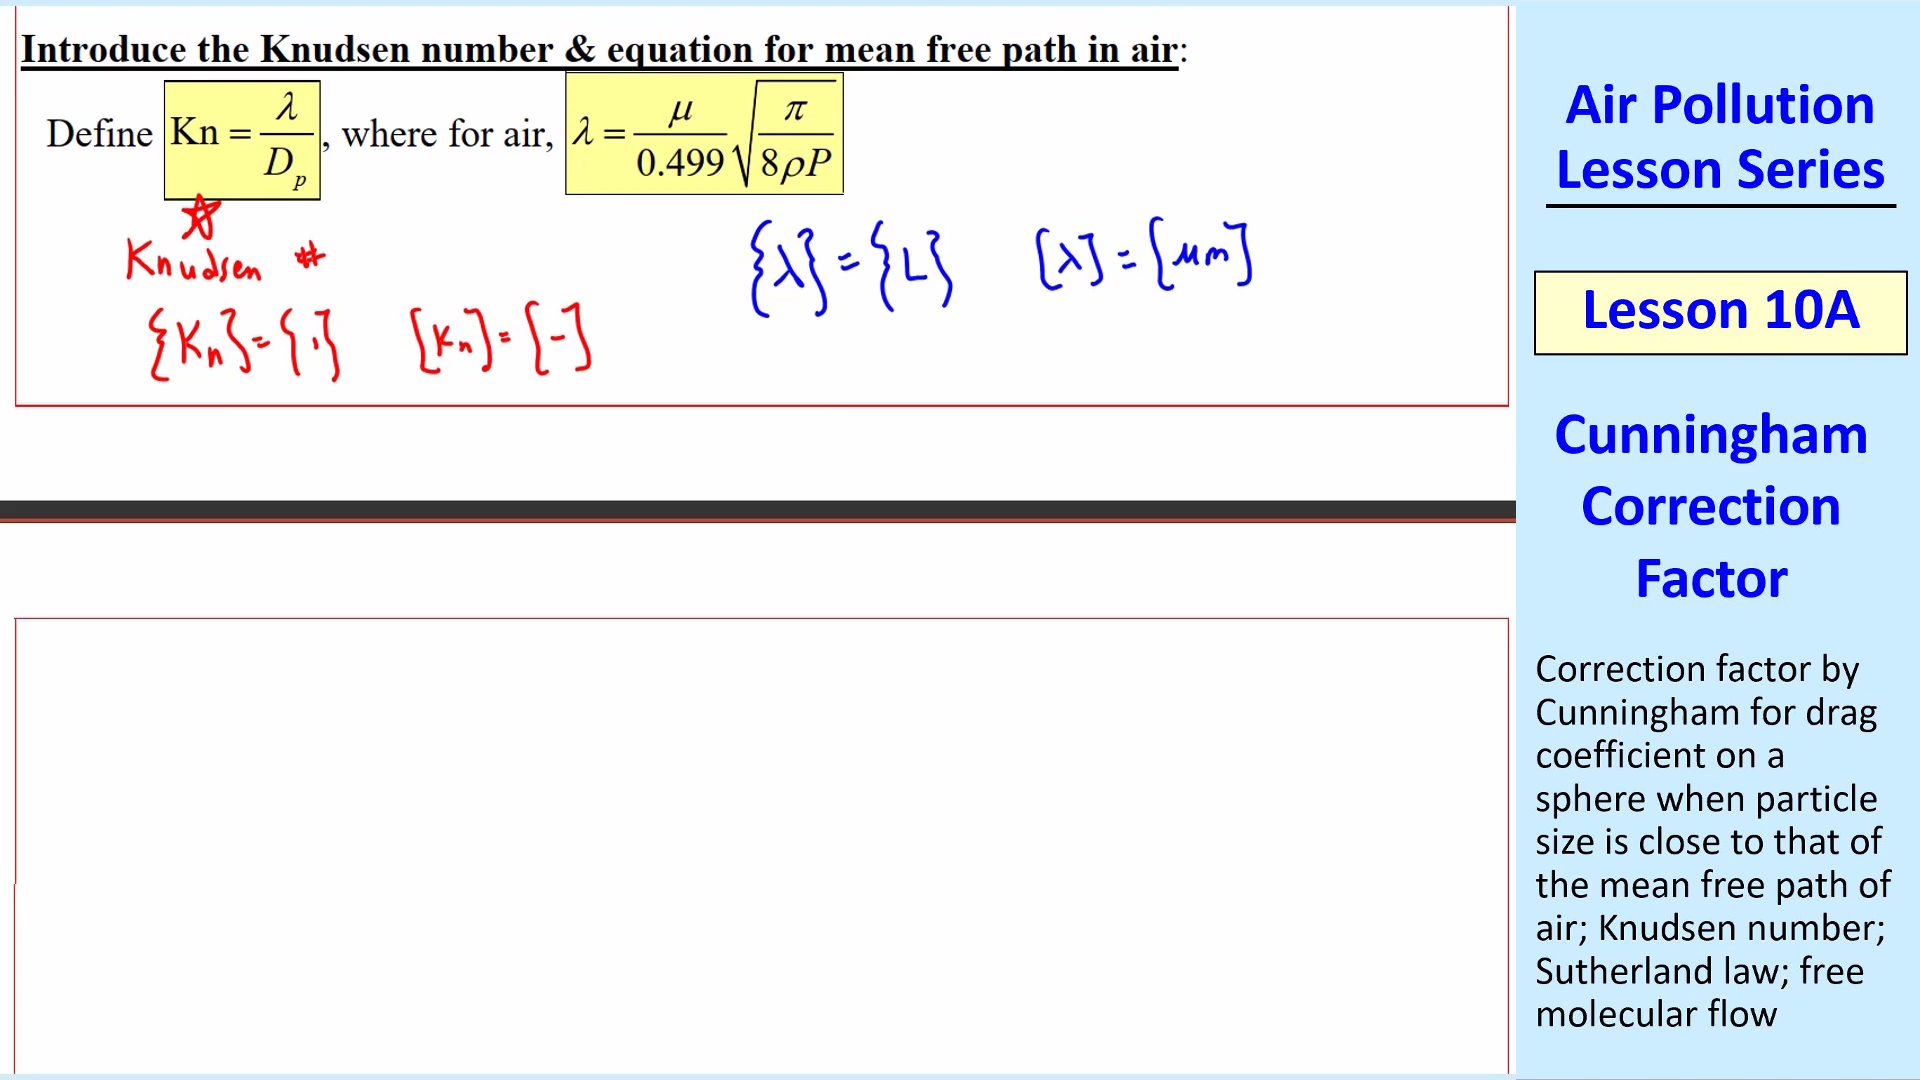 Introduce the Knudsen number & equation for mean free path in air:
Define Kn = λ / D_p, where for air, λ = μ / 0.499 √(π / 8ρP)
Knudsen #
{Kn} = {1} [Kn] = [-]
{λ} = {L} [λ] = [μm]
Air Pollution
Lesson Series
Lesson 10A
Cunningham
Correction
Factor
Correction factor by
Cunningham for drag
coefficient on a
sphere when particle
size is close to that of
the mean free path of
air; Knudsen number;
Sutherland law; free
molecular flow